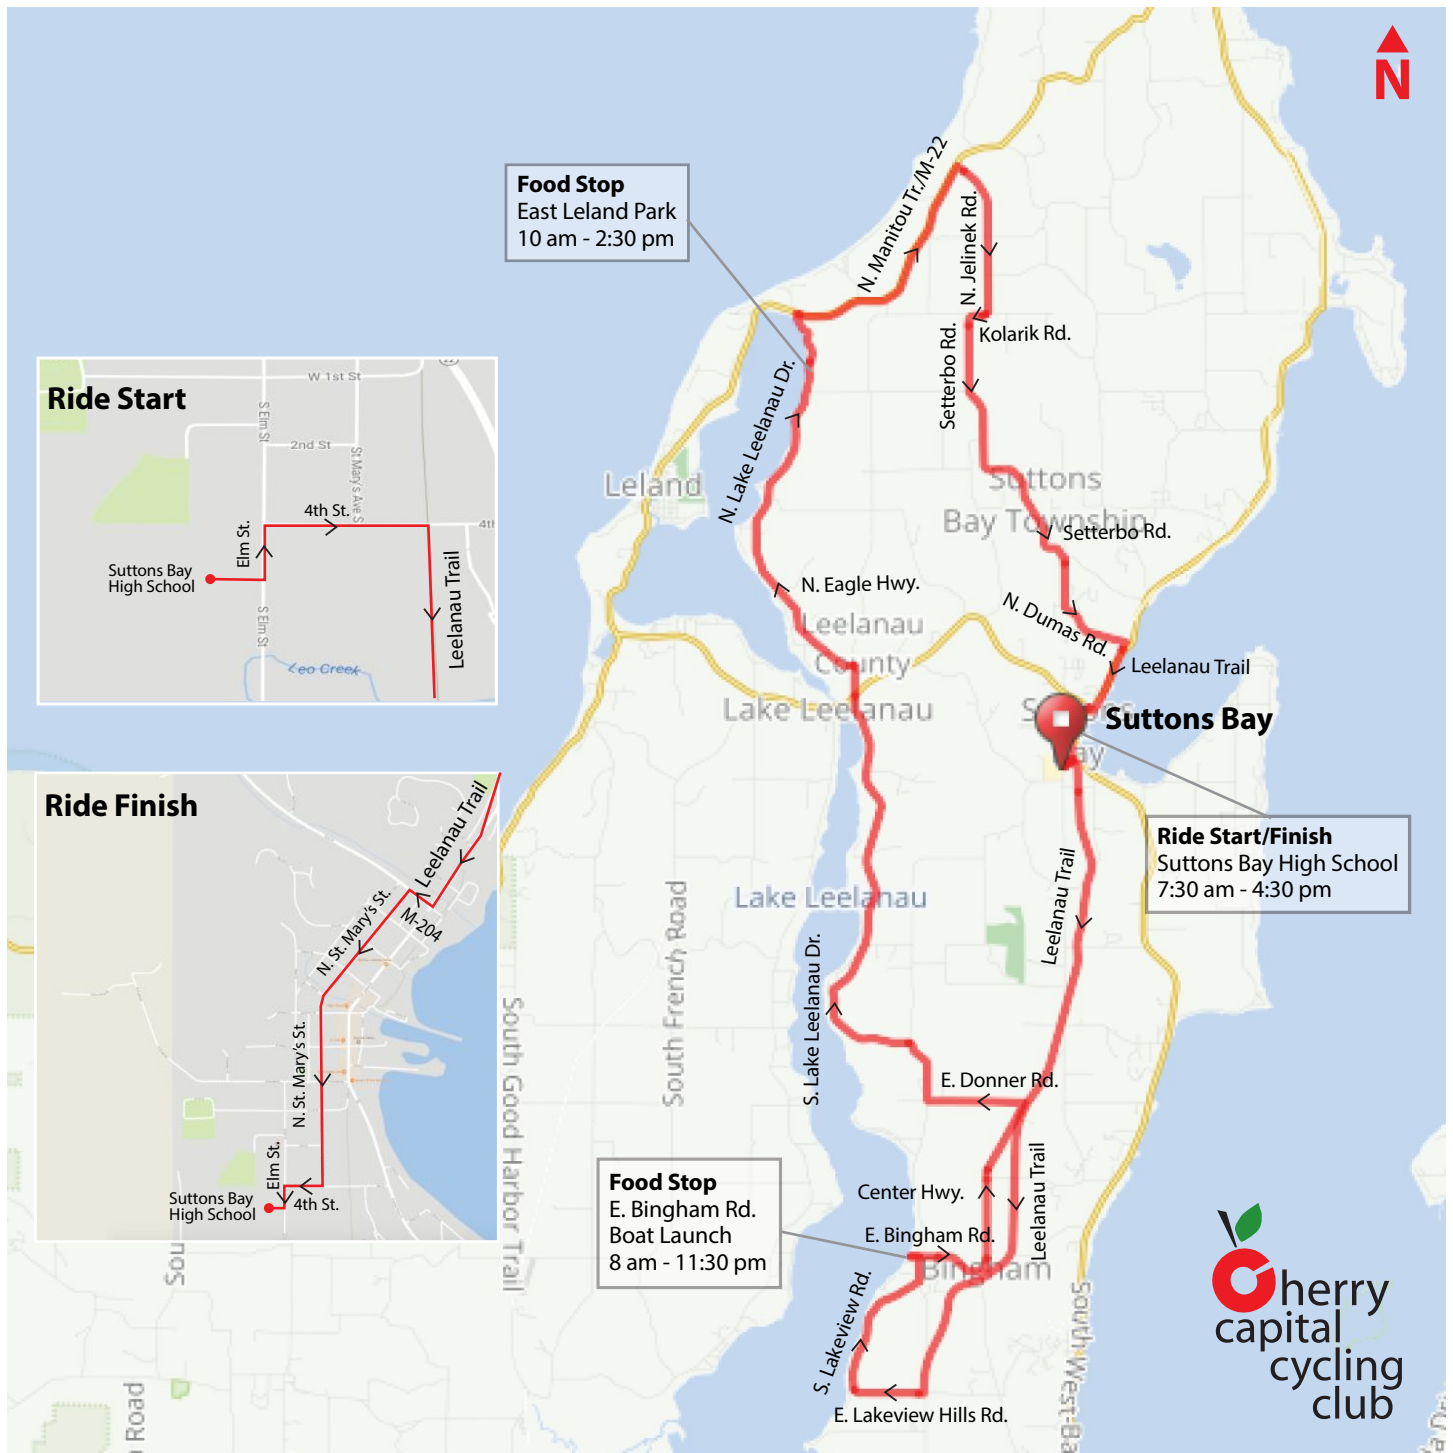 N
Food Stop
East Leland Park
10 am - 2:30 pm
N. Manitou Tr./M-22
N. Jelinek Rd.
Kolarik Rd.
Setterbo Rd.
N. Lake Leelanau Dr.
Leland
Suttons
Bay Township
Setterbo Rd.
N. Eagle Hwy.
N. Dumas Rd.
Leelanau
County
Leelanau Trail
Lake Leelanau
Suttons
Bay
Suttons Bay
Ride Start/Finish
Suttons Bay High School
7:30 am - 4:30 pm
Leelanau Trail
Lake Leelanau
South French Road
S. Lake Leelanau Dr.
E. Donner Rd.
South Good Harbor Trail
Food Stop
E. Bingham Rd.
Boat Launch
8 am - 11:30 pm
Center Hwy.
Leelanau Trail
E. Bingham Rd.
Bingham
S. Lakeview Rd.
E. Lakeview Hills Rd.
South West-Ba
Sou
Road
Cherry
capital
cycling
club
Ride Start
W 1st St
S Elm St
2nd St
St Mary's Ave S
4th St.
4th
Elm St.
Suttons Bay
High School
Leelanau Trail
S Elm St
Leo Creek
Ride Finish
Leelanau Trail
N. St. Mary's St.
M-204
N. St. Mary's St.
Elm St.
Suttons Bay
High School
4th St.